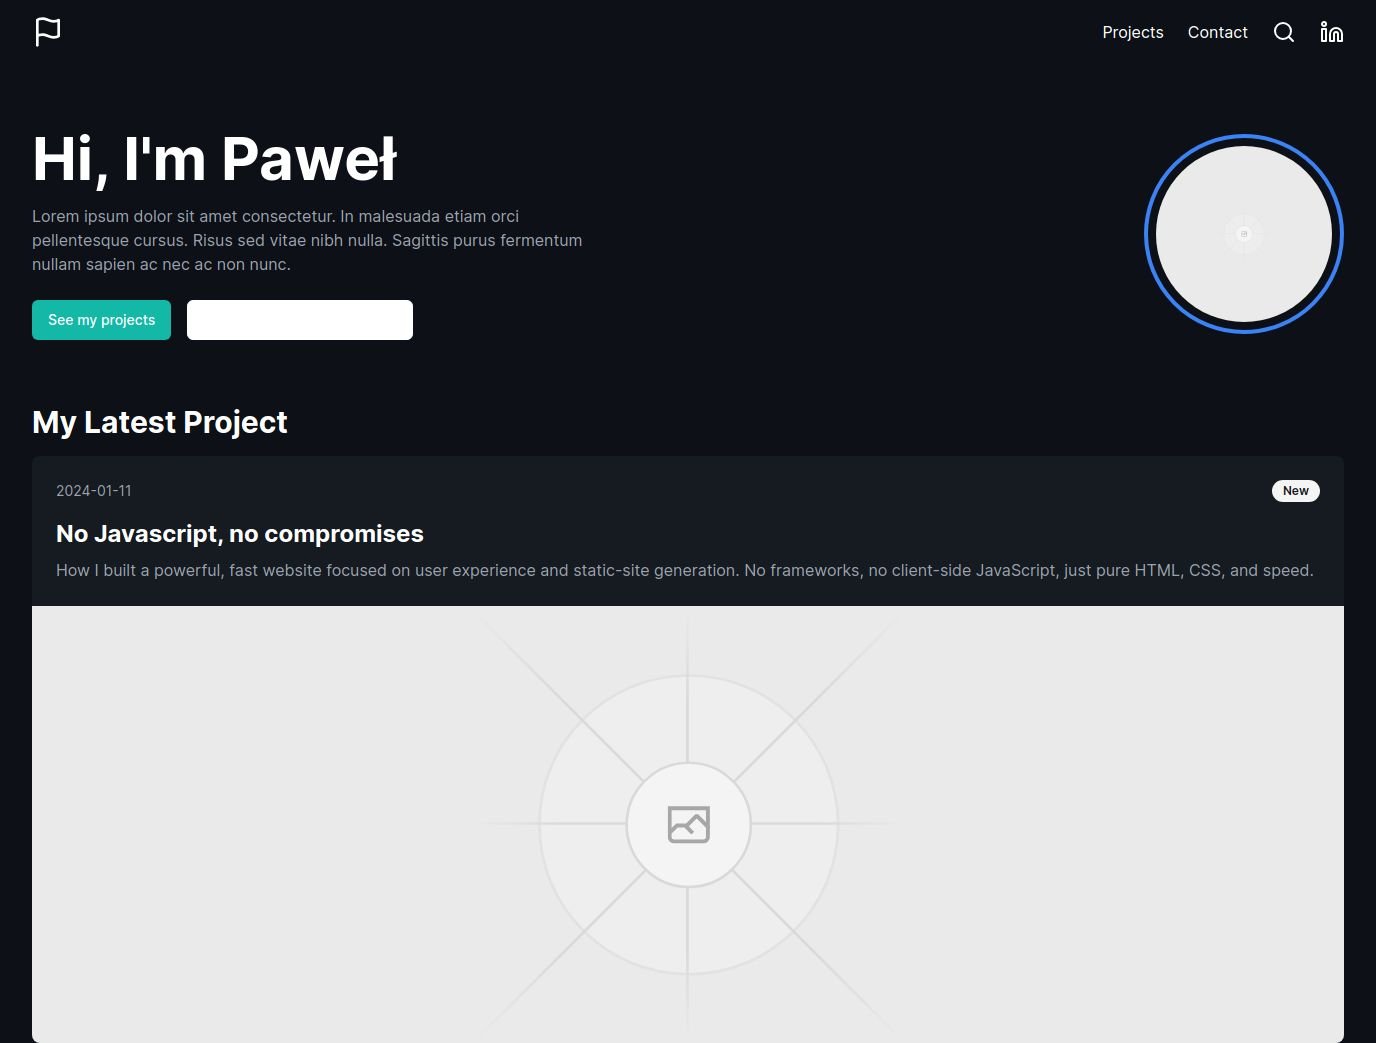 Projects Contact
Hi, I'm Paweł
Lorem ipsum dolor sit amet consectetur. In malesuada etiam orci
pellentesque cursus. Risus sed vitae nibh nulla. Sagittis purus fermentum
nullam sapien ac nec ac non nunc.
See my projects
My Latest Project
2024-01-11
New
No Javascript, no compromises
How I built a powerful, fast website focused on user experience and static-site generation. No frameworks, no client-side JavaScript, just pure HTML, CSS, and speed.